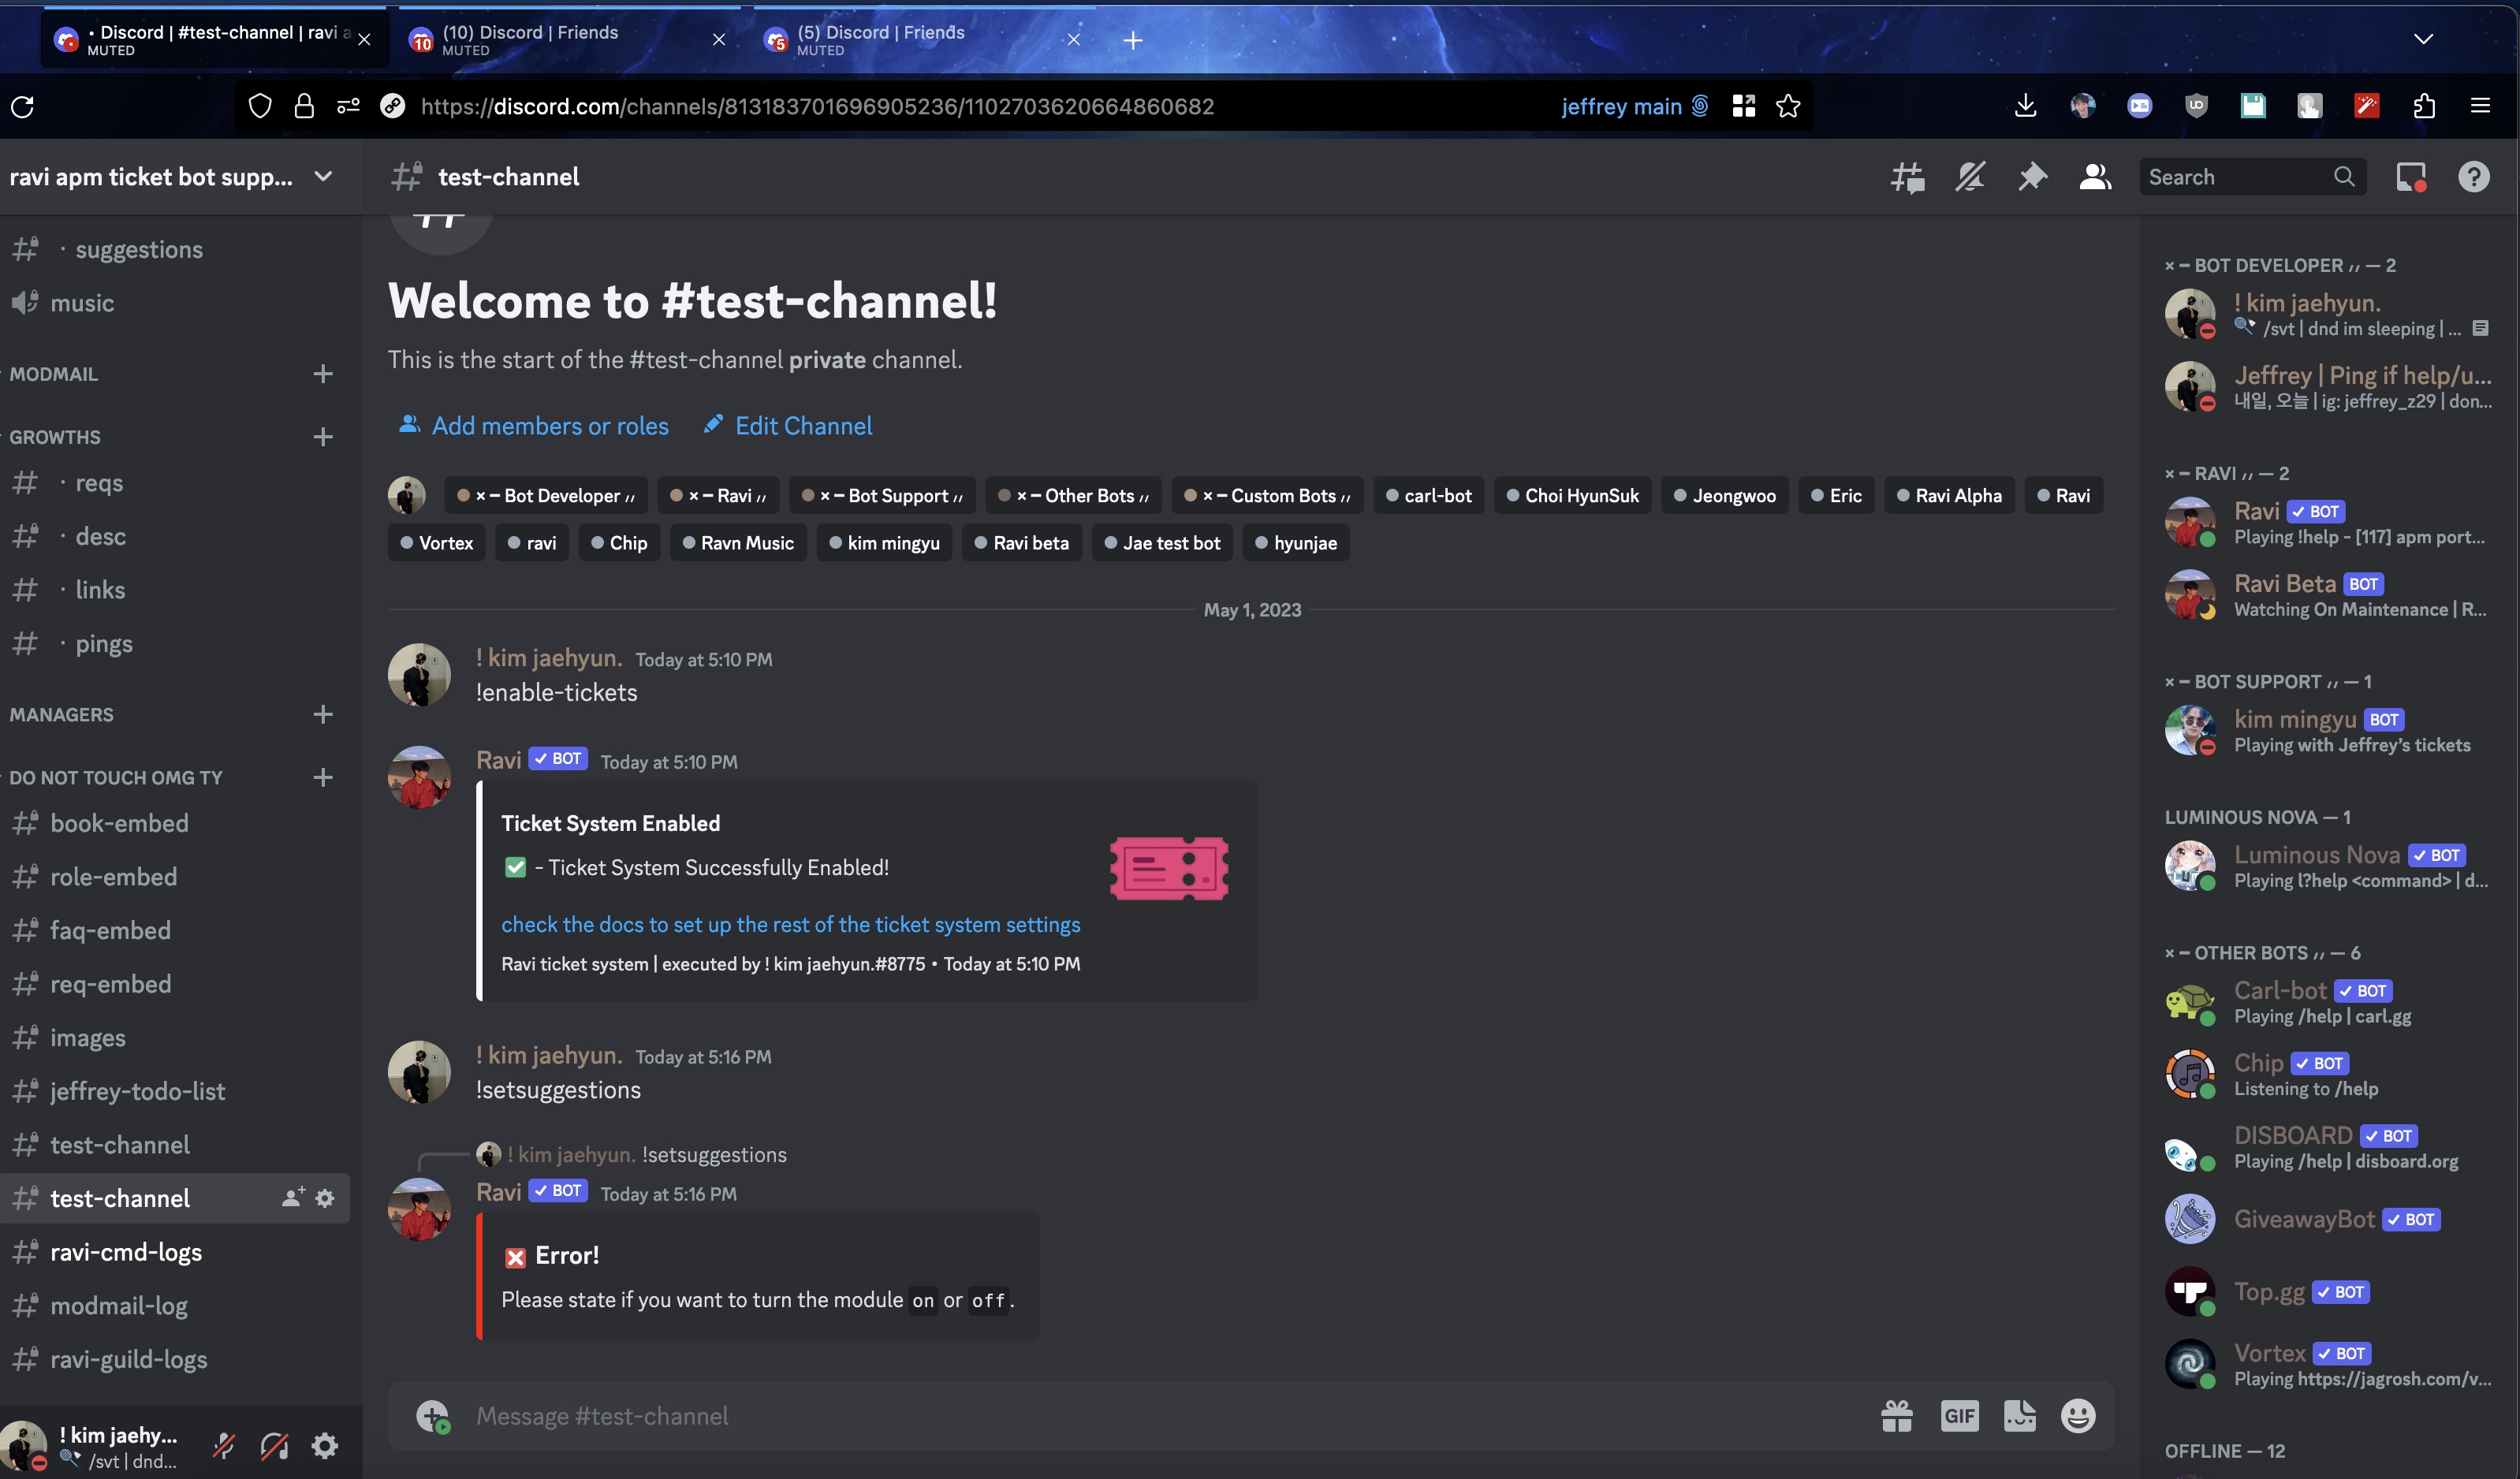 • Discord | #test-channel | ravi a
MUTED
(10) Discord | Friends
MUTED
(5) Discord | Friends
MUTED
https://discord.com/channels/813183701696905236/1102703620664860682
jeffrey main
ravi apm ticket bot supp...
test-channel
Search
· suggestions
music
MODMAIL
GROWTHS
· reqs
· desc
· links
· pings
MANAGERS
DO NOT TOUCH OMG TY
book-embed
role-embed
faq-embed
req-embed
images
jeffrey-todo-list
test-channel
test-channel
ravi-cmd-logs
modmail-log
ravi-guild-logs
! kim jaehy...
/svt | dnd...
Welcome to #test-channel!
This is the start of the #test-channel private channel.
Add members or roles
Edit Channel
× – Bot Developer 〃 × – Ravi 〃 × – Bot Support 〃 × – Other Bots 〃 × – Custom Bots 〃 carl-bot Choi HyunSuk Jeongwoo Eric Ravi Alpha Ravi
Vortex ravi Chip Ravn Music kim mingyu Ravi beta Jae test bot hyunjae
May 1, 2023
! kim jaehyun. Today at 5:10 PM
!enable-tickets
Ravi ✓ BOT Today at 5:10 PM
Ticket System Enabled
✅ - Ticket System Successfully Enabled!
check the docs to set up the rest of the ticket system settings
Ravi ticket system | executed by ! kim jaehyun.#8775 • Today at 5:10 PM
! kim jaehyun. Today at 5:16 PM
!setsuggestions
! kim jaehyun. !setsuggestions
Ravi ✓ BOT Today at 5:16 PM
❌ Error!
Please state if you want to turn the module on or off.
Message #test-channel
GIF
× – BOT DEVELOPER 〃 — 2
! kim jaehyun.
/svt | dnd im sleeping | ...
Jeffrey | Ping if help/u...
내일, 오늘 | ig: jeffrey_z29 | don...
× – RAVI 〃 — 2
Ravi ✓ BOT
Playing !help - [117] apm port...
Ravi Beta BOT
Watching On Maintenance | R...
× – BOT SUPPORT 〃 — 1
kim mingyu BOT
Playing with Jeffrey's tickets
LUMINOUS NOVA — 1
Luminous Nova ✓ BOT
Playing l?help <command> | d...
× – OTHER BOTS 〃 — 6
Carl-bot ✓ BOT
Playing /help | carl.gg
Chip ✓ BOT
Listening to /help
DISBOARD ✓ BOT
Playing /help | disboard.org
GiveawayBot ✓ BOT
Top.gg ✓ BOT
Vortex ✓ BOT
Playing https://jagrosh.com/v...
OFFLINE — 12